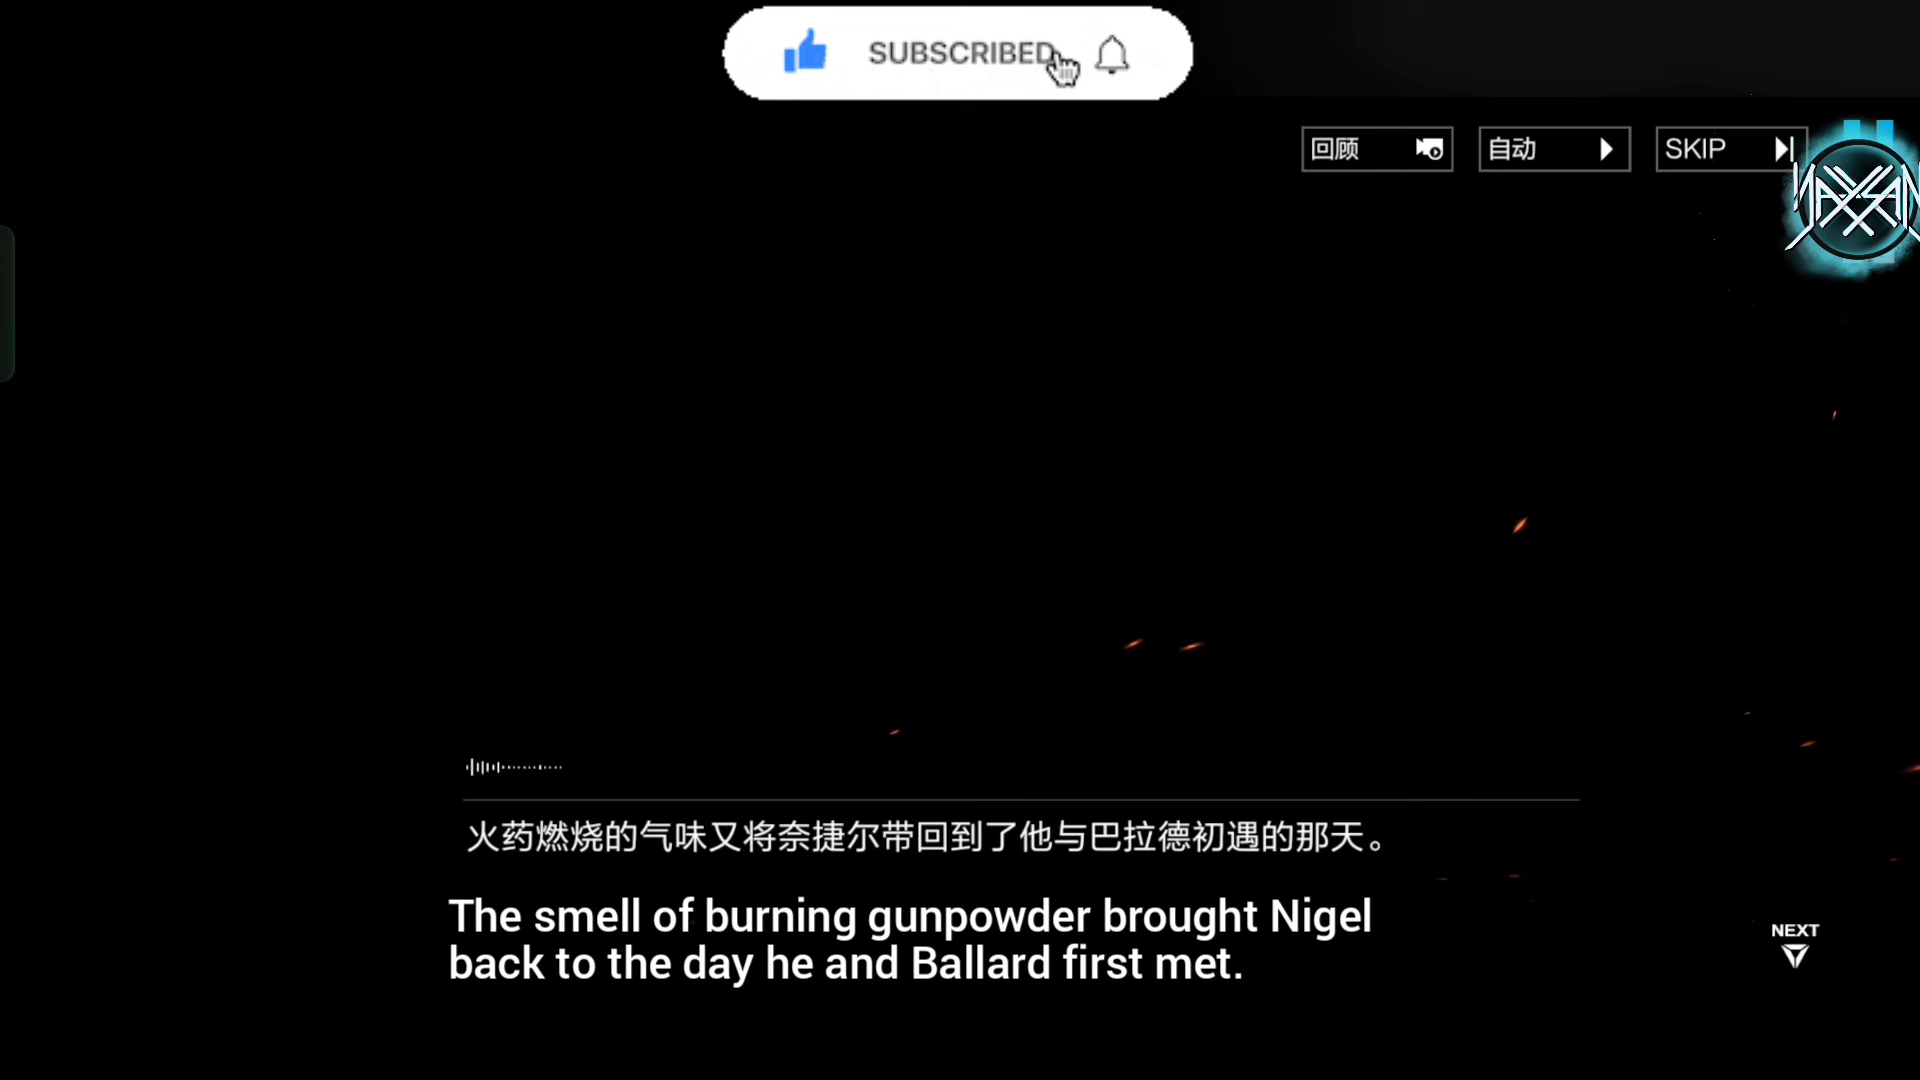 SUBSCRIBED
回顾
自动
SKIP
火药燃烧的气味又将奈捷尔带回到了他与巴拉德初遇的那天。
The smell of burning gunpowder brought Nigel
back to the day he and Ballard first met.
NEXT